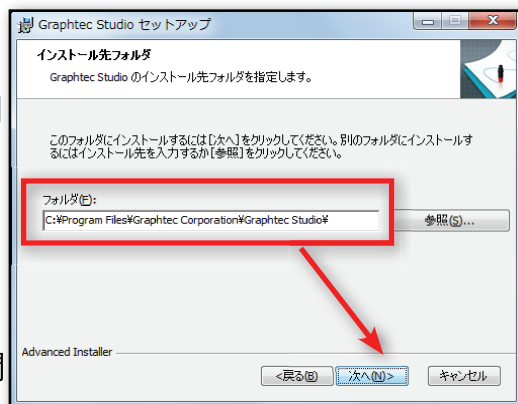 Graphtec Studio セットアップ
インストール先フォルダ
Graphtec Studio のインストール先フォルダを指定します。
このフォルダにインストールするには[次へ]をクリックしてください。別のフォルダにインストールす
るにはインストール先を入力するか[参照]をクリックしてください。
フォルダ(F):
C:¥Program Files¥Graphtec Corporation¥Graphtec Studio¥
参照(S)...
Advanced Installer
<戻る(B)
次へ(N)>
キャンセル